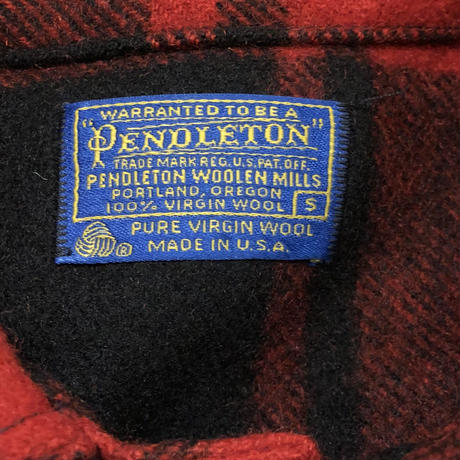 WARRANTED TO BE A
"PENDLETON"
TRADE MARK REG. U.S. PAT. OFF.
PENDLETON WOOLEN MILLS
PORTLAND, OREGON
100% VIRGIN WOOL S
® PURE VIRGIN WOOL
MADE IN U.S.A.